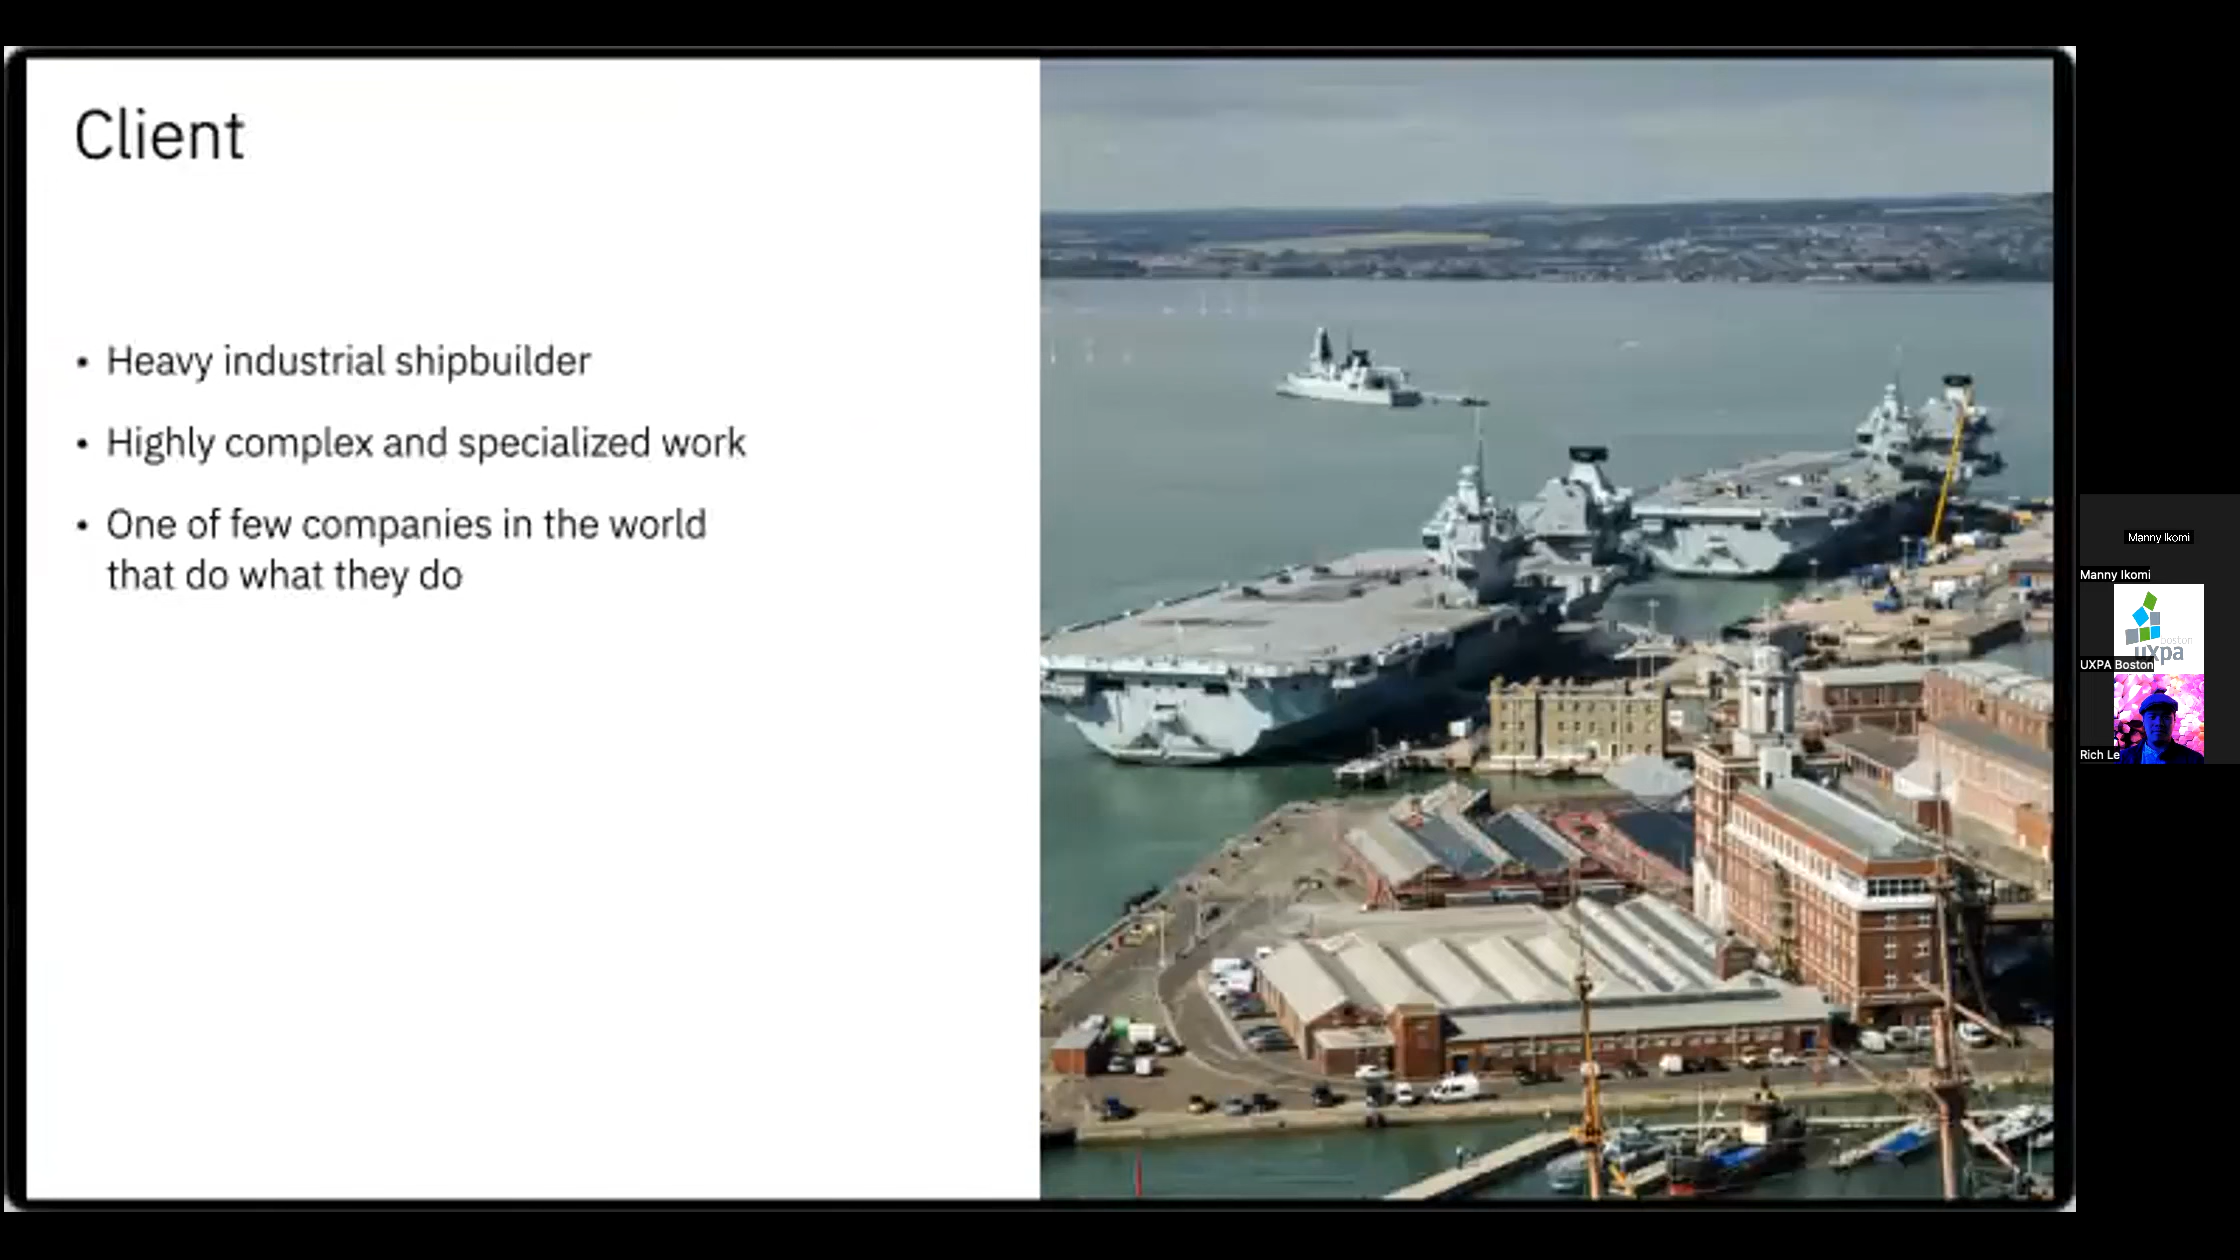 Client
• Heavy industrial shipbuilder
• Highly complex and specialized work
• One of few companies in the world
that do what they do
Manny Ikomi
Manny Ikomi
boston
uxpa
UXPA Boston
Rich Le